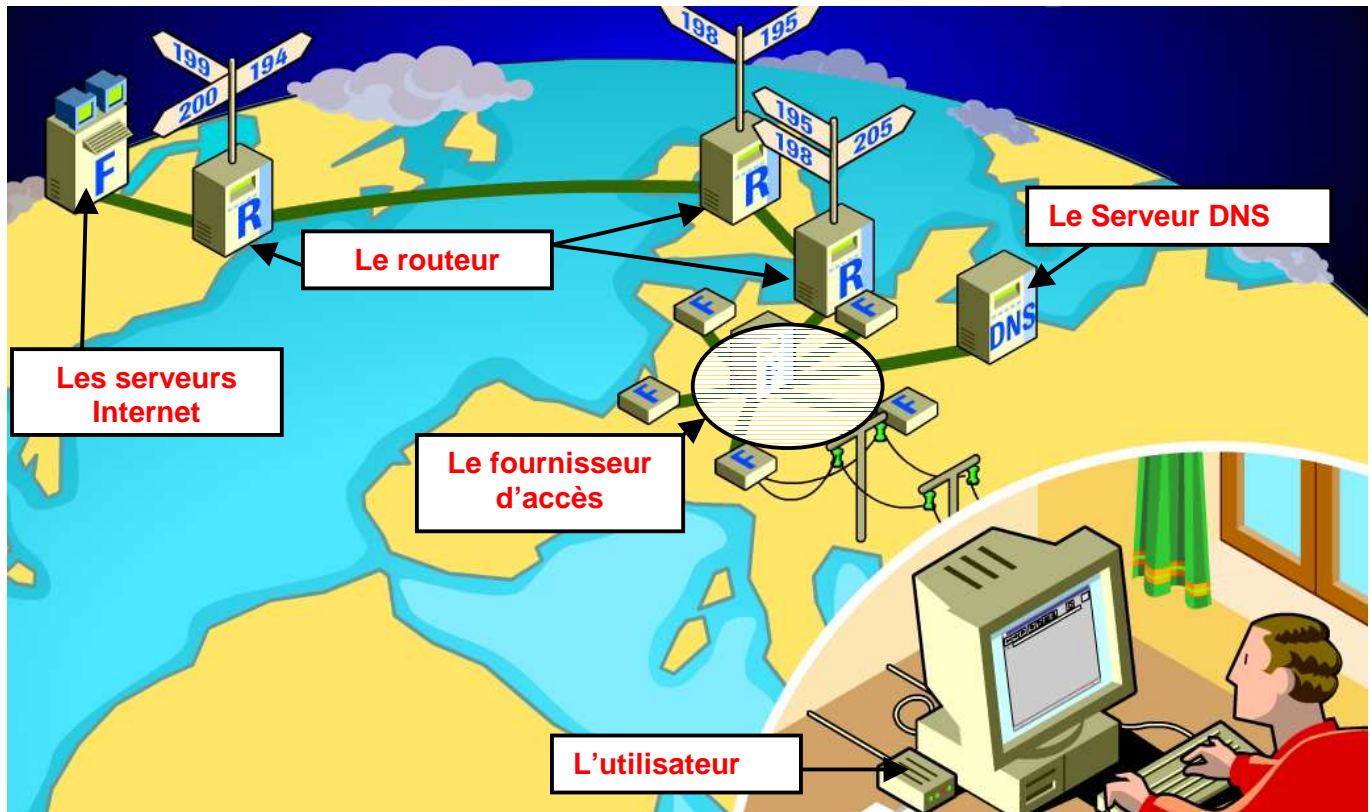 198
195
199
194
200
195
198
205
F
R
R
R
Le Serveur DNS
Le routeur
F
F
DNS
Les serveurs
Internet
F
F
Le fournisseur
d'accès
F
L'utilisateur